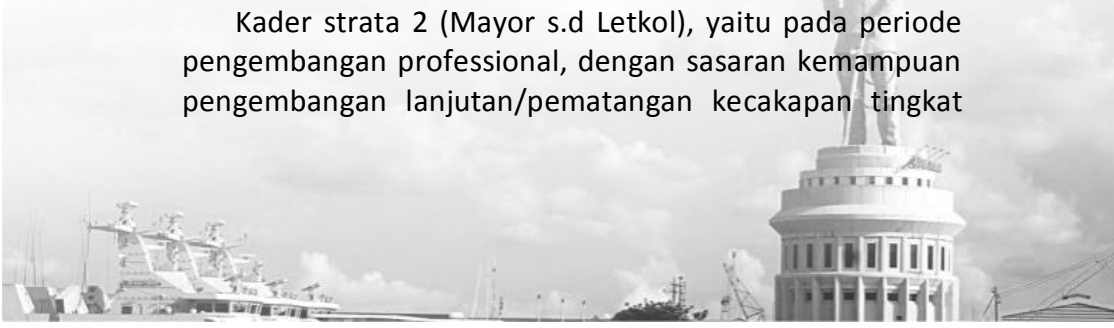 Kader strata 2 (Mayor s.d Letkol), yaitu pada periode
pengembangan professional, dengan sasaran kemampuan
pengembangan lanjutan/pematangan kecakapan tingkat